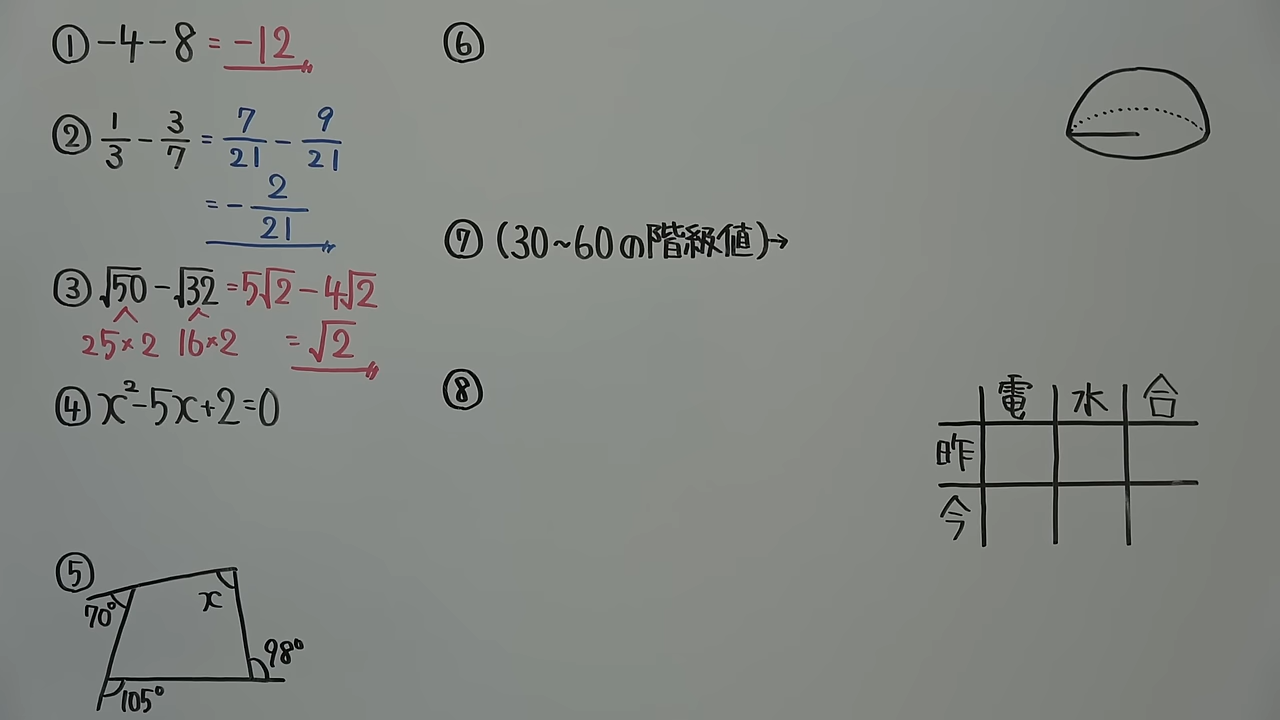 ① -4-8=-12
② 1/3 - 3/7 = 7/21 - 9/21
= - 2/21
③ √50-√32=5√2-4√2
25×2 16×2 =√2
④ x²-5x+2=0
⑤
70°
x
98°
105°
⑥
⑦ (30~60の階級値)→
⑧
電 水 合
昨
今